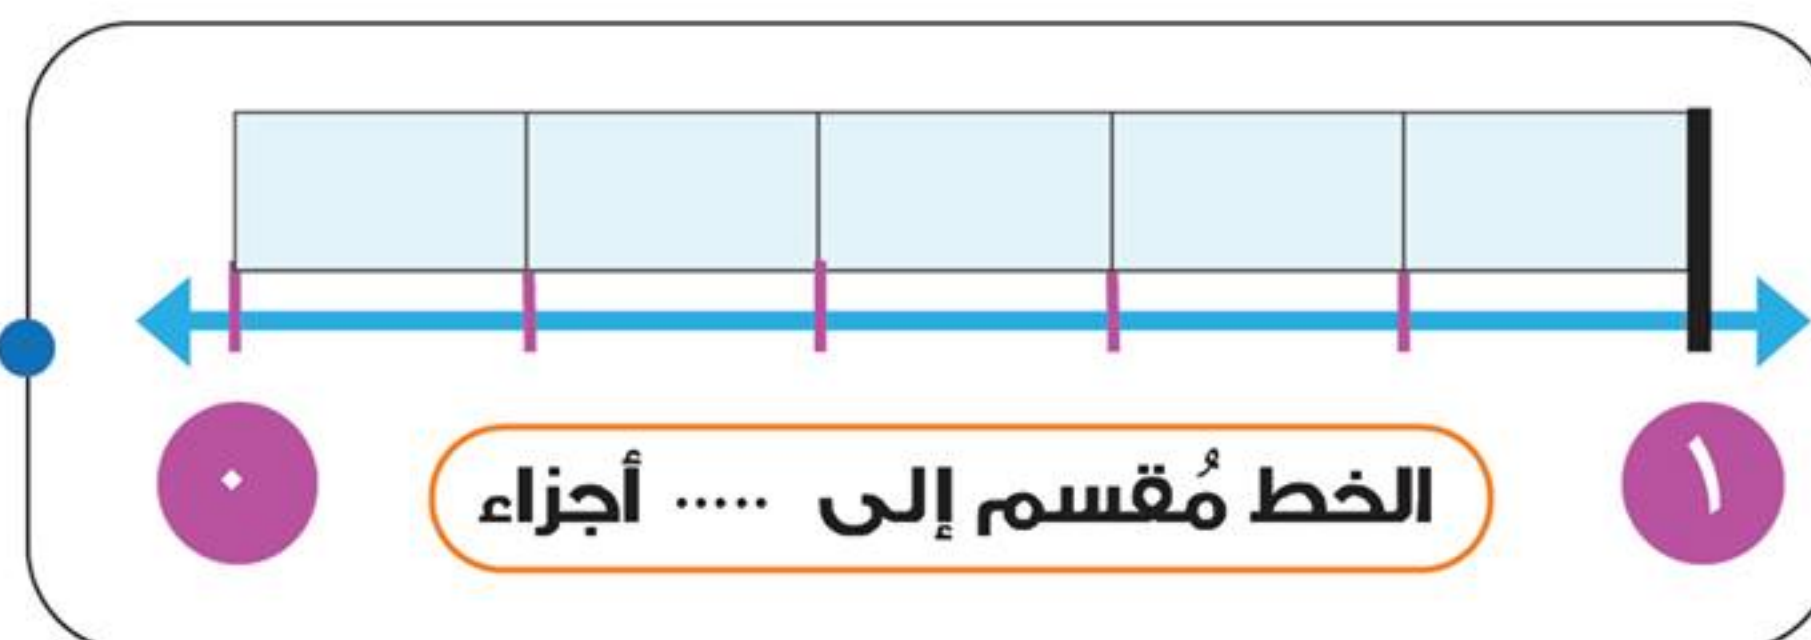 ٠
الخط مُقسم إلى ..... أجزاء
١